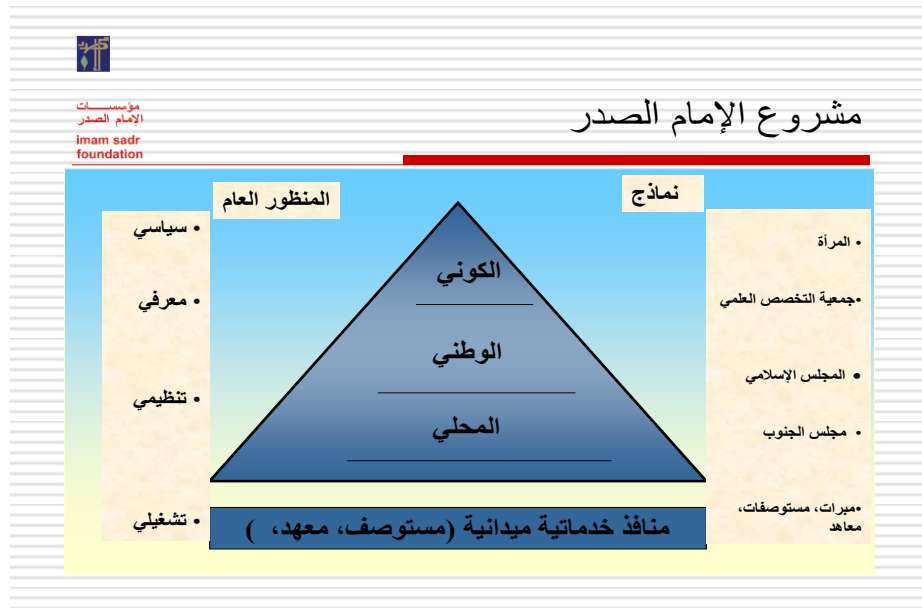 مؤسســـــات
الإمام الصدر
imam sadr
foundation
مشروع الإمام الصدر
نماذج
المنظور العام
• المرأة
•جمعية التخصص العلمي
• المجلس الإسلامي
• مجلس الجنوب
•مبرات، مستوصفات،
معاهد
الكوني
الوطني
المحلي
منافذ خدماتية ميدانية (مستوصف، معهد، )
• سياسي
• معرفي
• تنظيمي
• تشغيلي